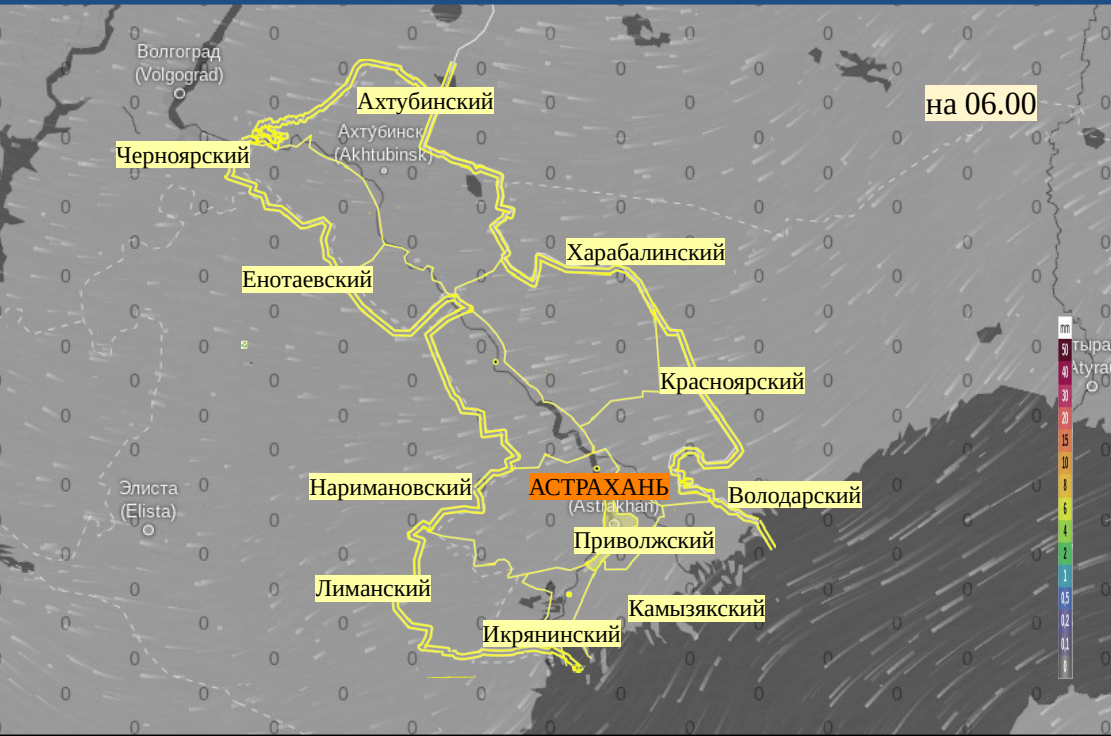 Волгоград
(Volgograd)
Ахтубинский
на 06.00
Ахтубинск
(Akhtubinsk)
Черноярский
Харабалинский
Енотаевский
mm
50
тыра
Atyrau
40
Красноярский
30
20
15
10
8
6
4
2
1
0,5
0,2
0,1
0
Элиста
(Elista)
Наримановский
АСТРАХАНЬ
(Astrakhan)
Володарский
Приволжский
Лиманский
Камызякский
Икрянинский